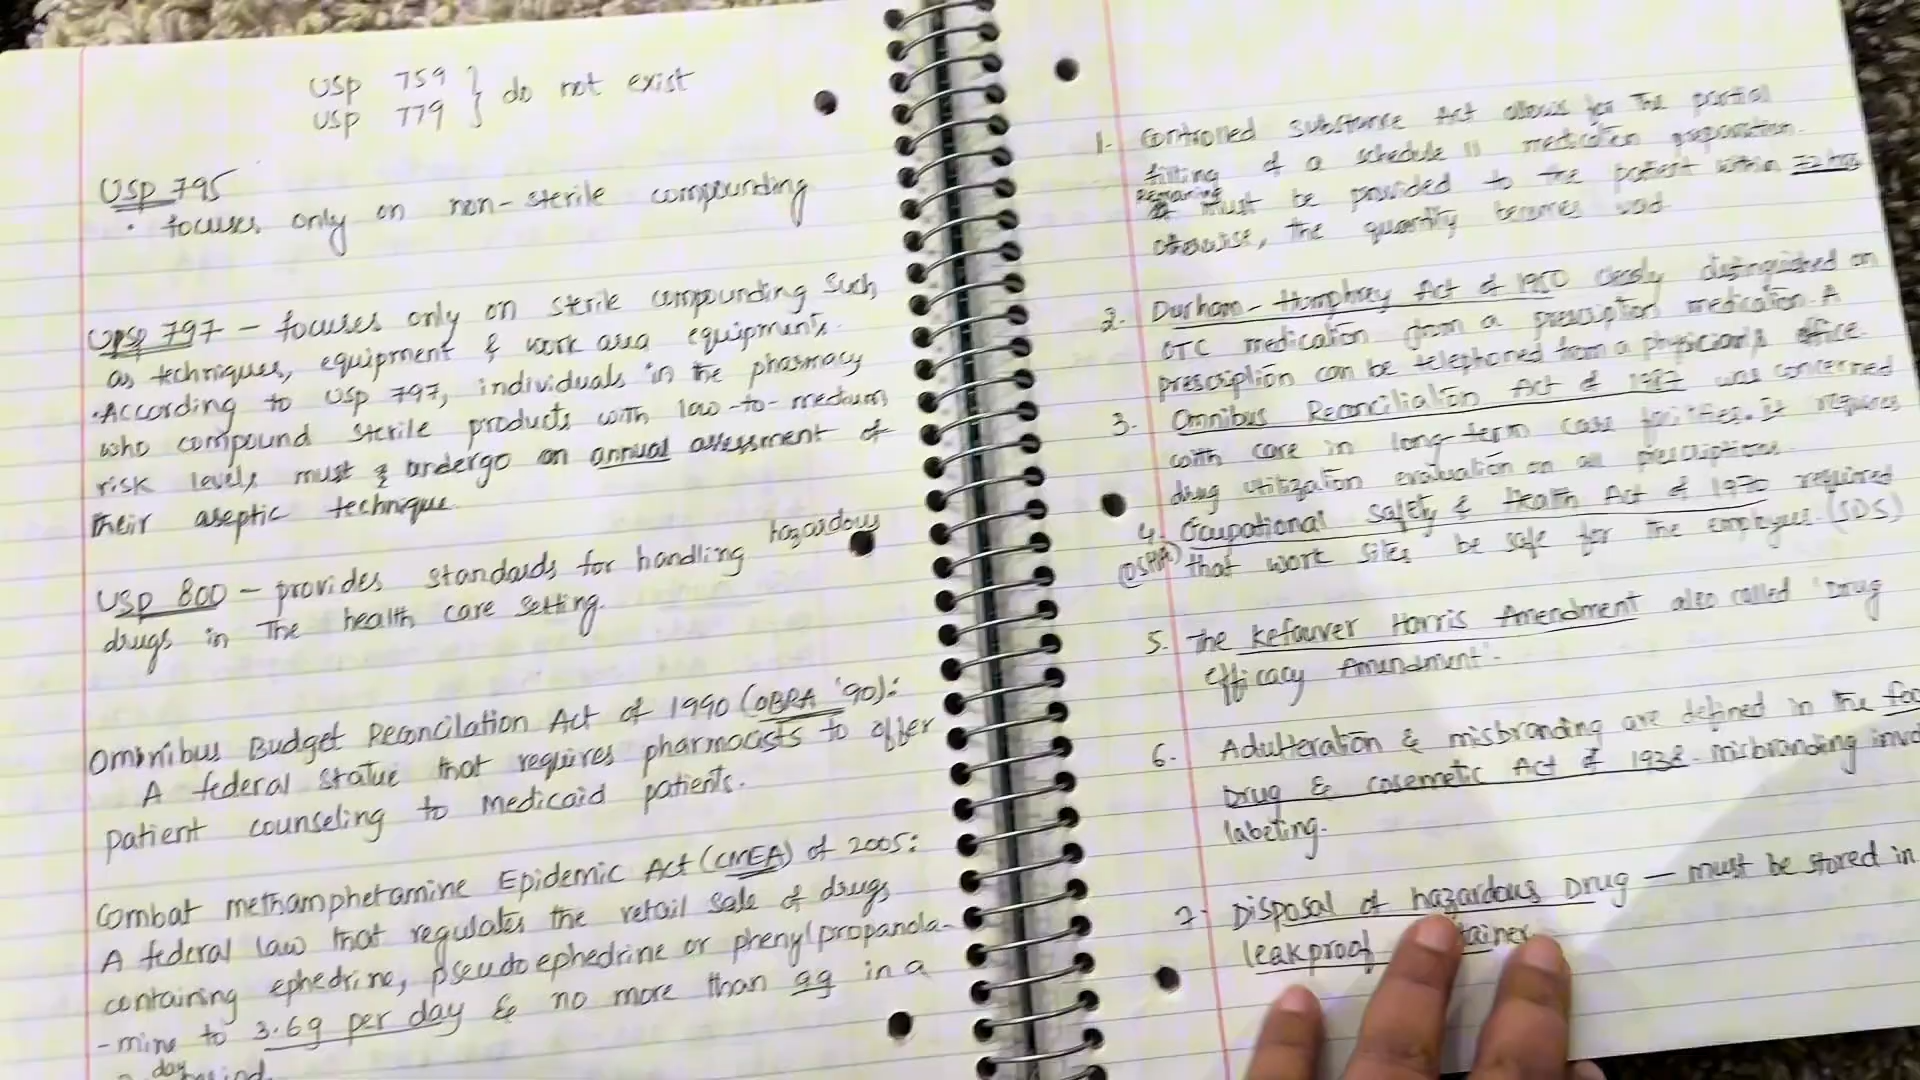 USP 759 } do not exist
USP 779 }
USP 795
• focuses only on non-sterile compounding
UPSP 797 - focuses only on sterile compounding such
as techniques, equipment & work area equipments.
• According to USP 797, individuals in the pharmacy
who compound sterile products with low-to-medium
risk levels must & undergo an annual assessment of
their aseptic technique.
USP 800 - provides standards for handling hazardous
drugs in the health care setting.
Omninibus Budget Reconcilation Act of 1990 (OBRA '90):
A federal statue that requires pharmacists to offer
patient counseling to Medicaid patients.
Combat methamphetamine Epidemic Act (CMEA) of 2005:
A federal law that regulates the retail sale of drugs
containing ephedrine, pseudoephedrine or phenylpropanola-
-mine to 3.6g per day & no more than 9g in a
day period.
1. Controlled Substance Act allows for the partial
filling of a schedule II medication preparation.
Remaining must be provided to the patient within 72 hrs
otherwise, the quantity becomes void.
2. Durham-Humphrey Act of 1950 clearly distinguished an
OTC medication from a prescription medication. A
prescription can be telephoned from a physician's office.
3. Omnibus Reconciliation Act of 1987 was concerned
with care in long-term care facilities. It requires
drug utilization evaluation on all prescriptions.
4. Ocupational Safety & Health Act of 1970 required
(OSHA) that work sites be safe for the employee. (SDS)
5. The Kefauver Harris Amendment also called 'Drug
efficacy Amendment'.
6. Adulteration & misbranding are defined in the
Drug & cosemetic Act of 1938. misbranding
labeling.
7. Disposal of hazardous Drug — must be stored in
leakproof